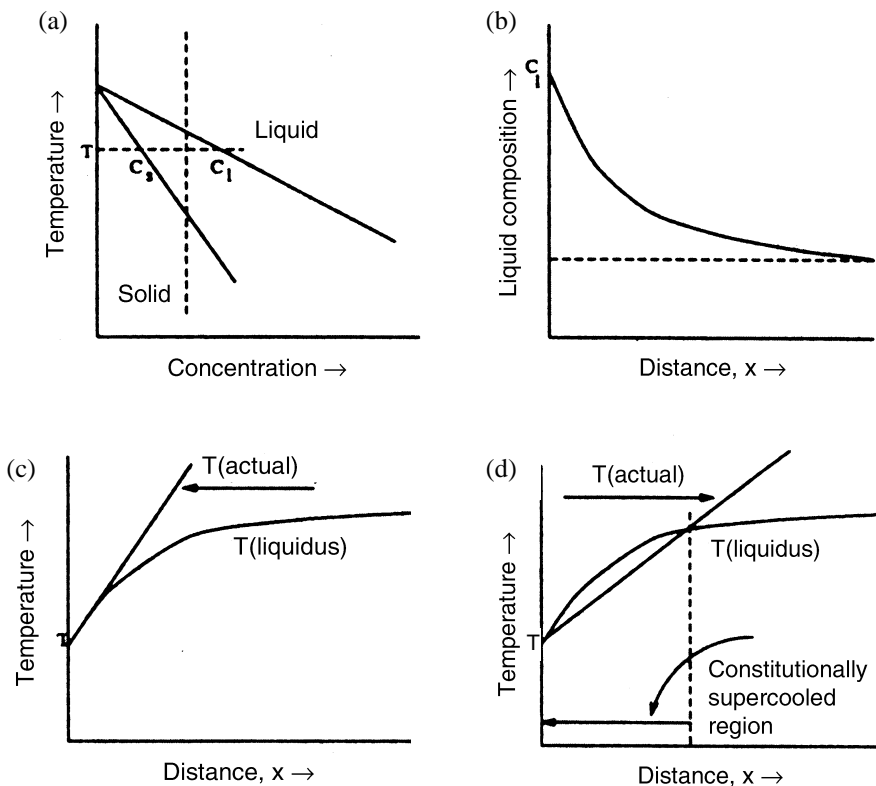 (a)
Temperature →
T
C_s
C_l
Liquid
Solid
Concentration →
(b)
Liquid composition →
C_l
Distance, x →
(c)
Temperature →
T
T(actual)
T(liquidus)
Distance, x →
(d)
Temperature →
T
T(actual)
T(liquidus)
Constitutionally
supercooled
region
Distance, x →